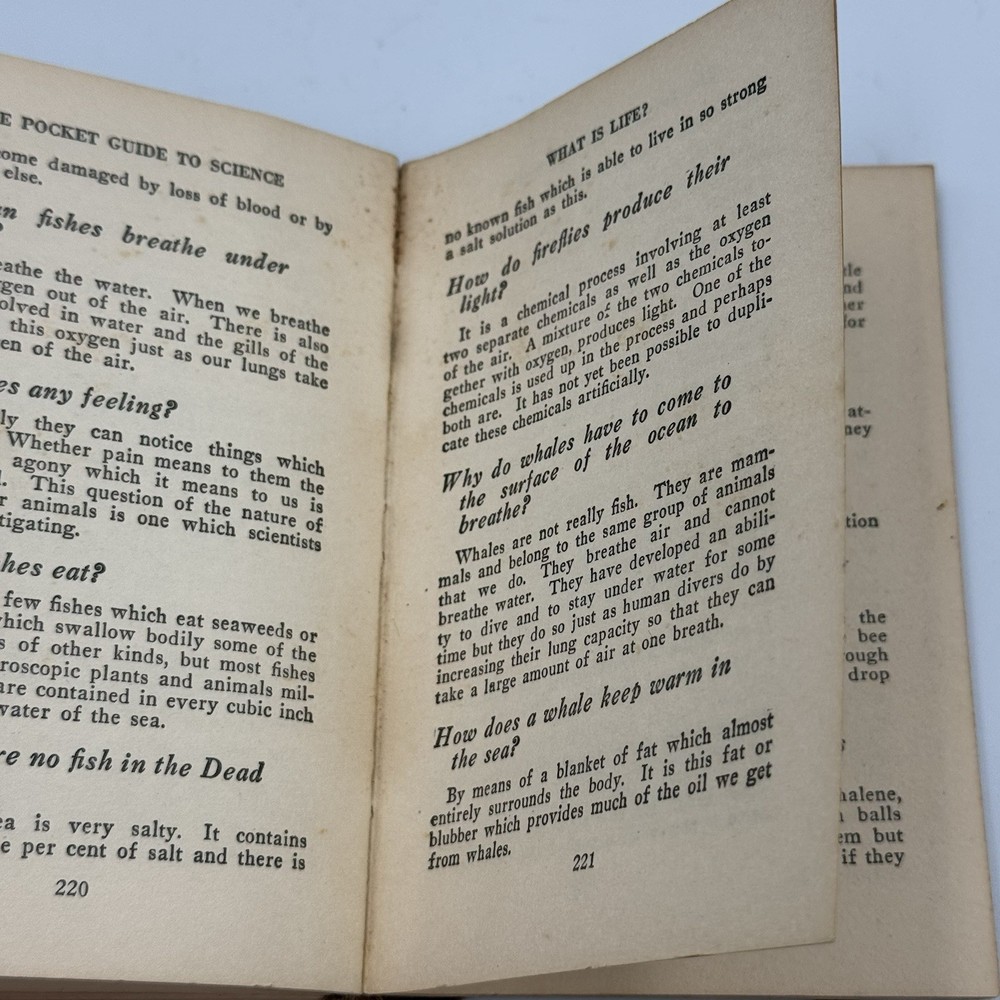 E POCKET GUIDE TO SCIENCE
ome damaged by loss of blood or by
else.
n fishes breathe under
?
eathe the water. When we breathe
gen out of the air. There is also
olved in water and the gills of the
this oxygen just as our lungs take
en of the air.
es any feeling?
ly they can notice things which
Whether pain means to them the
agony which it means to us is
. This question of the nature of
r animals is one which scientists
tigating.
hes eat?
few fishes which eat seaweeds or
hich swallow bodily some of the
s of other kinds, but most fishes
roscopic plants and animals mil-
are contained in every cubic inch
water of the sea.
re no fish in the Dead
ea is very salty. It contains
e per cent of salt and there is
220
WHAT IS LIFE?
no known fish which is able to live in so strong
a salt solution as this.
How do fireflies produce their
light?
It is a chemical process involving at least
two separate chemicals as well as the oxygen
of the air. A mixture of the two chemicals to-
gether with oxygen, produces light. One of the
chemicals is used up in the process and perhaps
both are. It has not yet been possible to dupli-
cate these chemicals artificially.
Why do whales have to come to
the surface of the ocean to
breathe?
Whales are not really fish. They are mam-
mals and belong to the same group of animals
that we do. They breathe air and cannot
breathe water. They have developed an abili-
ty to dive and to stay under water for some
time but they do so just as human divers do by
increasing their lung capacity so that they can
take a large amount of air at one breath.
How does a whale keep warm in
the sea?
By means of a blanket of fat which almost
entirely surrounds the body. It is this fat or
blubber which provides much of the oil we get
from whales.
221
at-
ney
tion
the
bee
ough
drop
halene,
balls
em but
if they